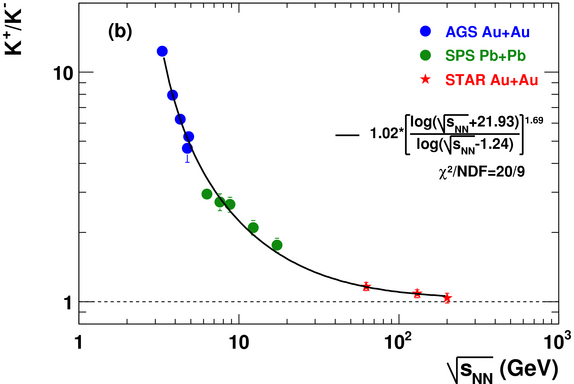 K⁺/K⁻
(b)
AGS Au+Au
SPS Pb+Pb
STAR Au+Au
1.02*[log(√sNN+21.93)/log(√sNN-1.24)]^1.69
χ²/NDF=20/9
10
1
1 10 10² 10³
√sNN (GeV)